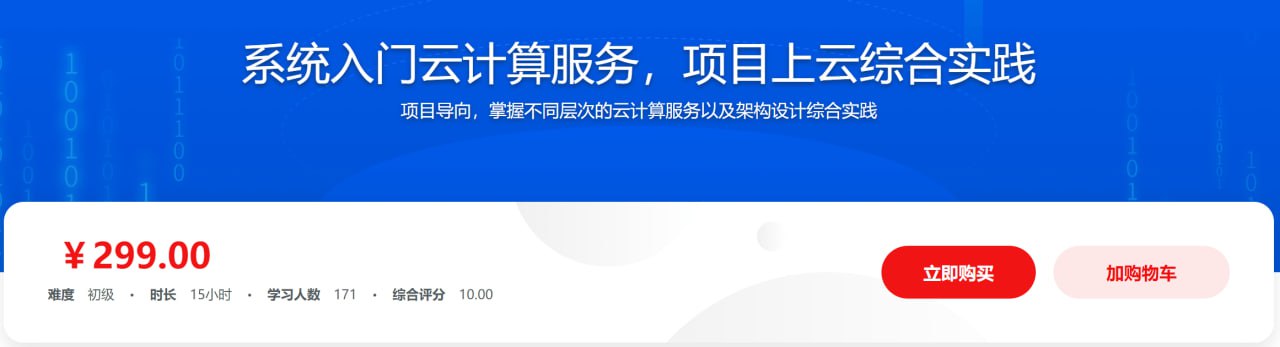 系统入门云计算服务，项目上云综合实践
项目导向，掌握不同层次的云计算服务以及架构设计综合实践
￥299.00
难度 初级 · 时长 15小时 · 学习人数 171 · 综合评分 10.00
立即购买
加购物车